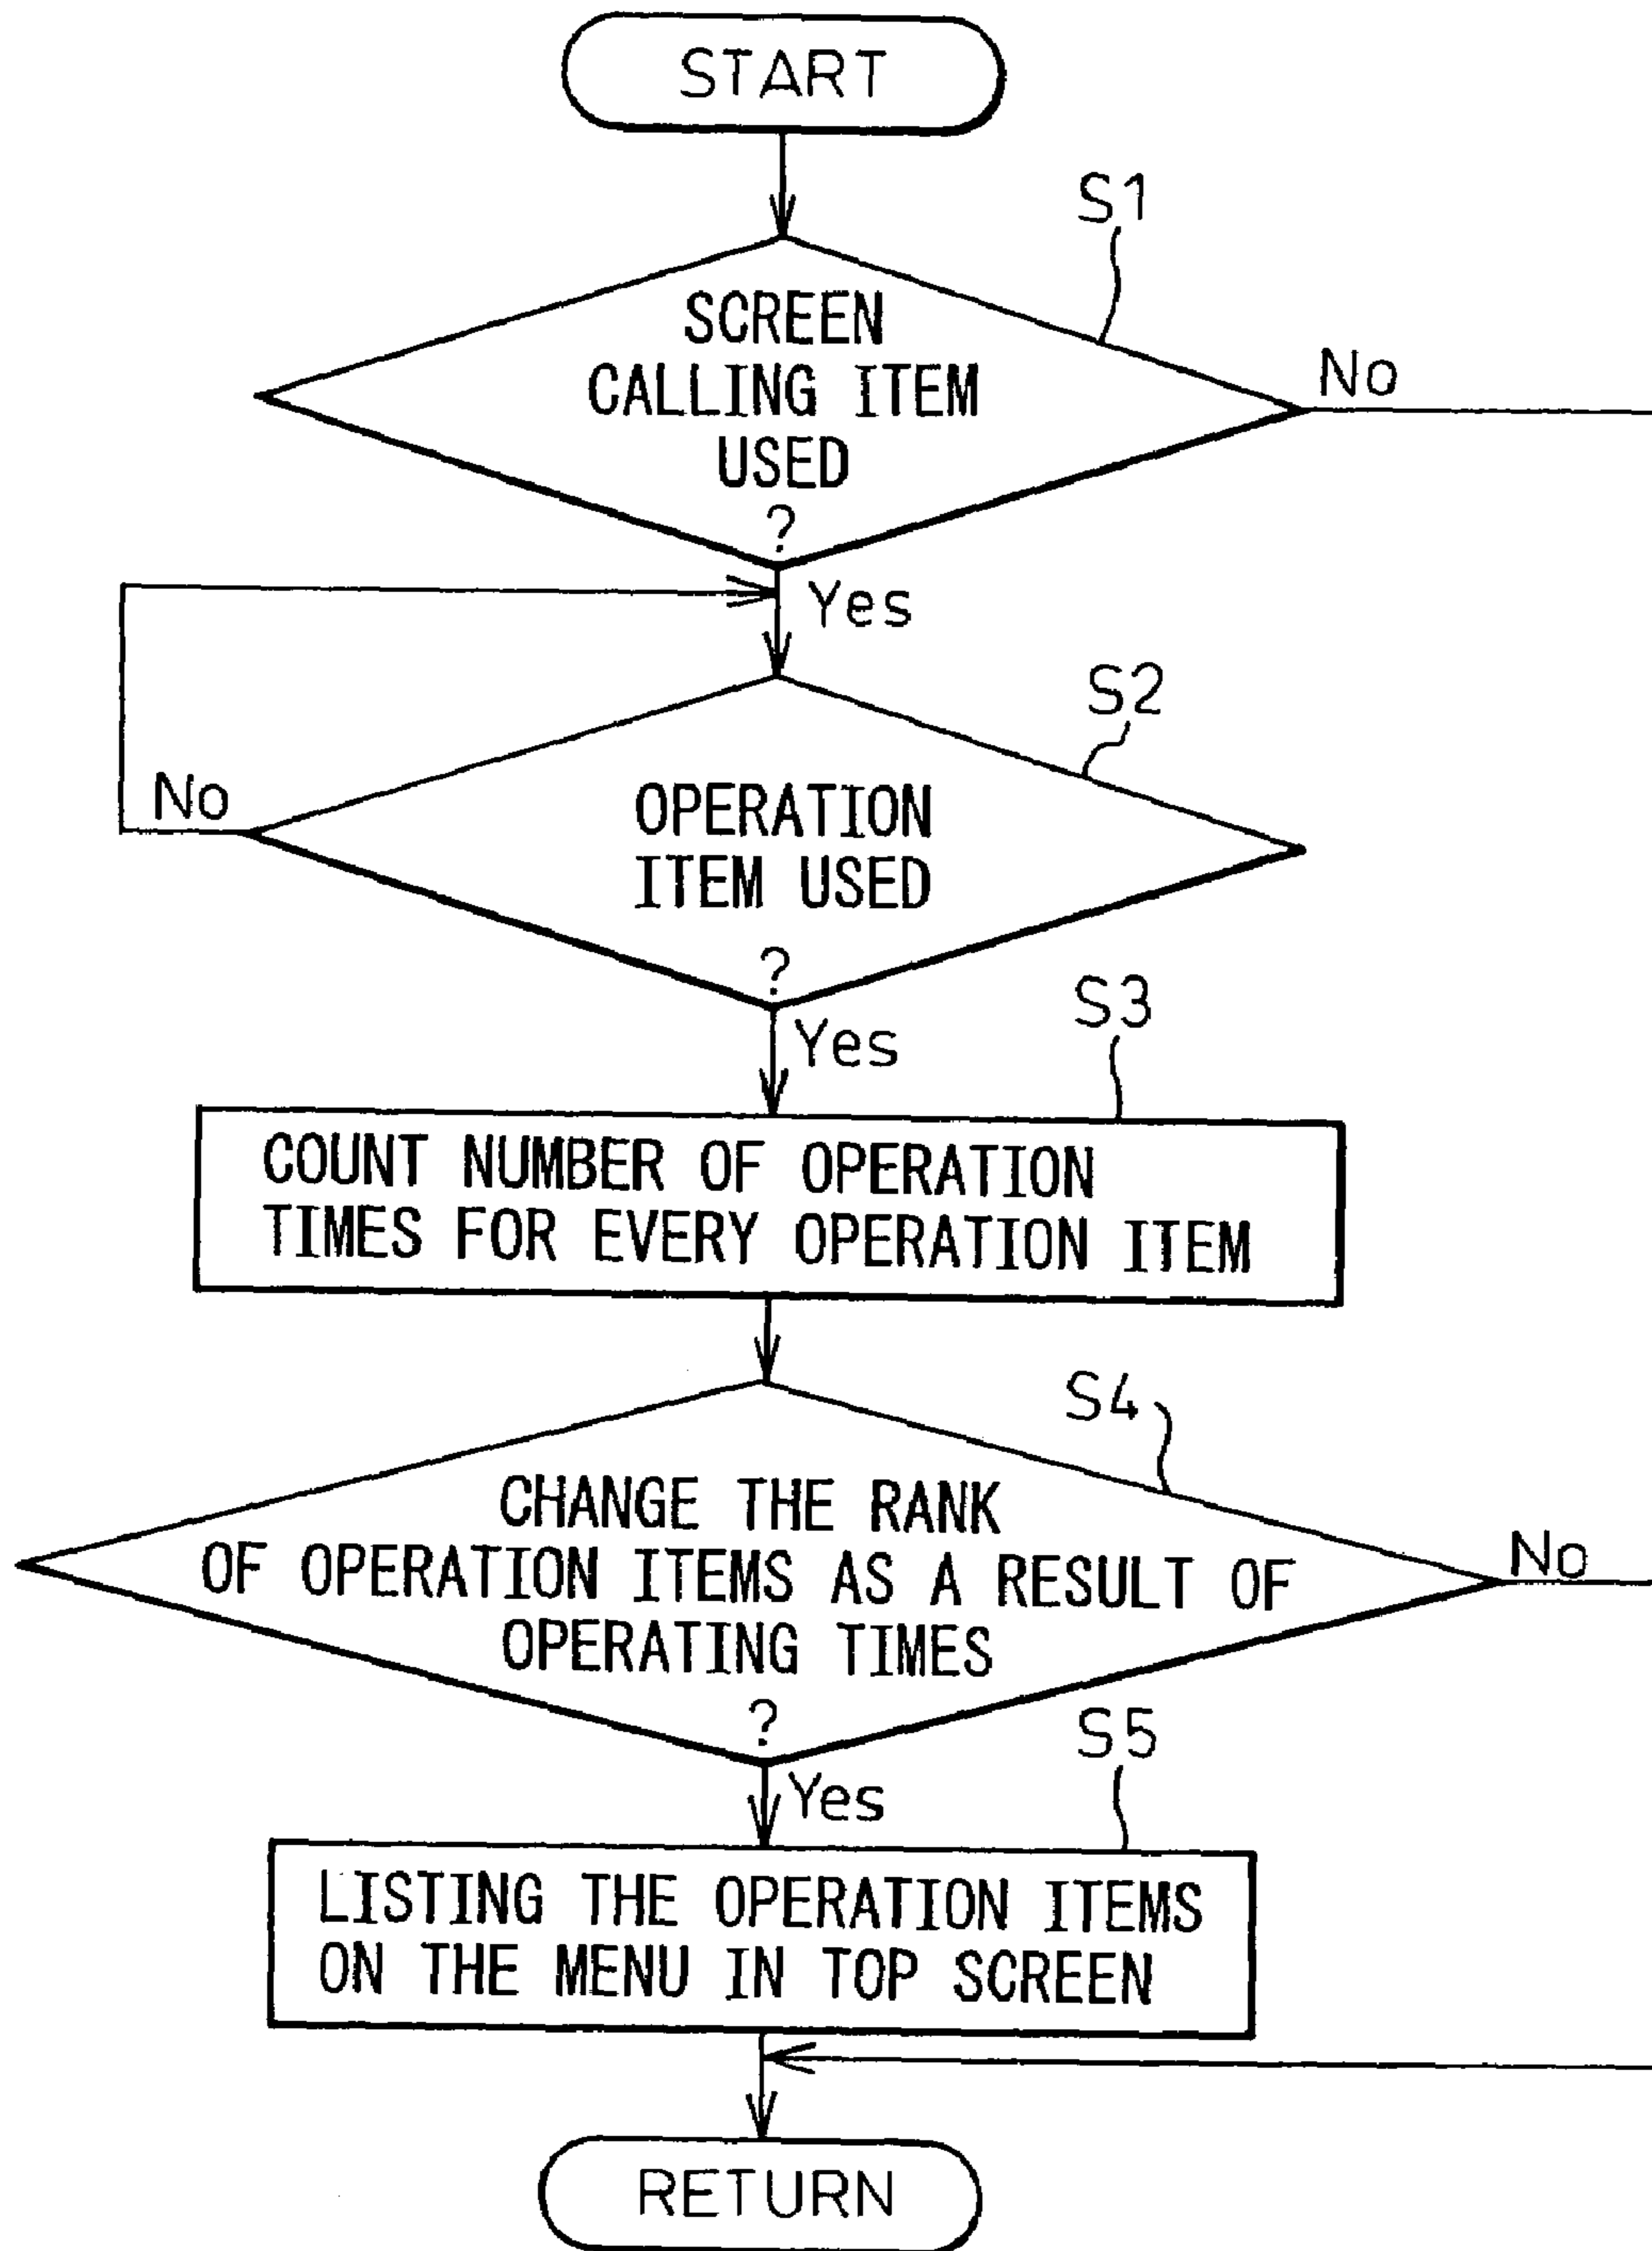 START
S1
SCREEN
CALLING ITEM
USED
?
No
Yes
S2
No
OPERATION
ITEM USED
?
Yes
S3
COUNT NUMBER OF OPERATION
TIMES FOR EVERY OPERATION ITEM
S4
CHANGE THE RANK
OF OPERATION ITEMS AS A RESULT OF
OPERATING TIMES
?
No
Yes
S5
LISTING THE OPERATION ITEMS
ON THE MENU IN TOP SCREEN
RETURN